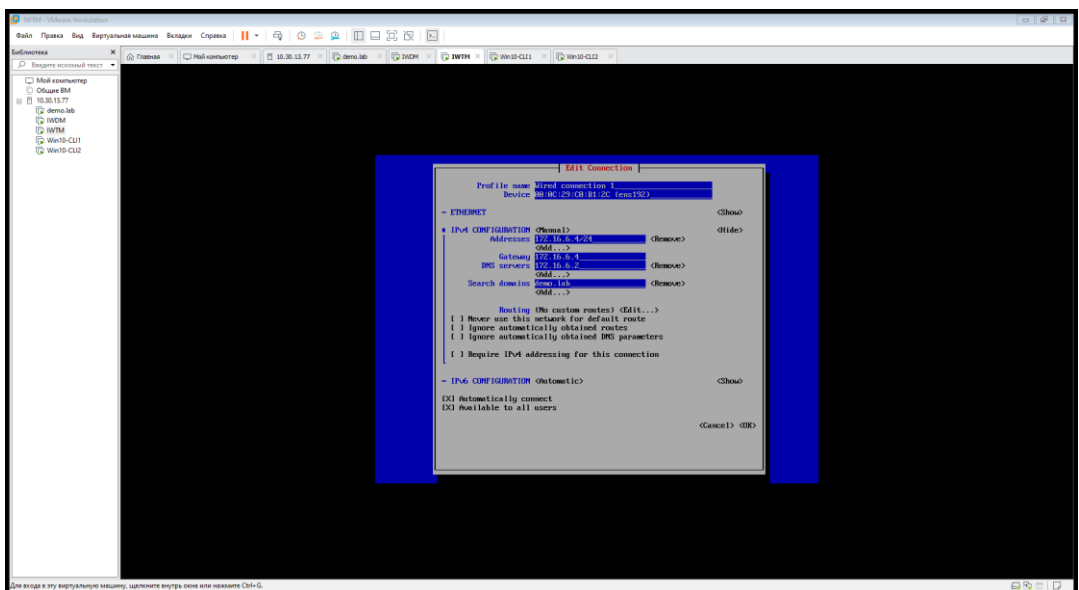 IWTM - VMware Workstation
Файл Правка Вид Виртуальная машина Вкладки Справка
Библиотека
Введите искомый текст
Мой компьютер
Общие ВМ
10.30.13.77
demo.lab
IWDM
IWTM
Win10-CLI1
Win10-CLI2
Главная Мой компьютер 10.30.13.77 demo.lab IWDM IWTM Win10-CLI1 Win10-CLI2
Edit Connection
Profile name Wired connection 1
Device 00:0C:29:C0:B1:2C (ens192)
- ETHERNET <Show>
IPv4 CONFIGURATION <Manual> <Hide>
Addresses 172.16.6.4/24 <Remove>
<Add...>
Gateway 172.16.6.4
DNS servers 172.16.6.2 <Remove>
<Add...>
Search domains demo.lab <Remove>
<Add...>
Routing (No custom routes) <Edit...>
[ ] Never use this network for default route
[ ] Ignore automatically obtained routes
[ ] Ignore automatically obtained DNS parameters
[ ] Require IPv4 addressing for this connection
- IPv6 CONFIGURATION <Automatic> <Show>
[X] Automatically connect
[X] Available to all users
<Cancel> <OK>
Для входа в эту виртуальную машину, щелкните внутрь окна или нажмите Ctrl+G.